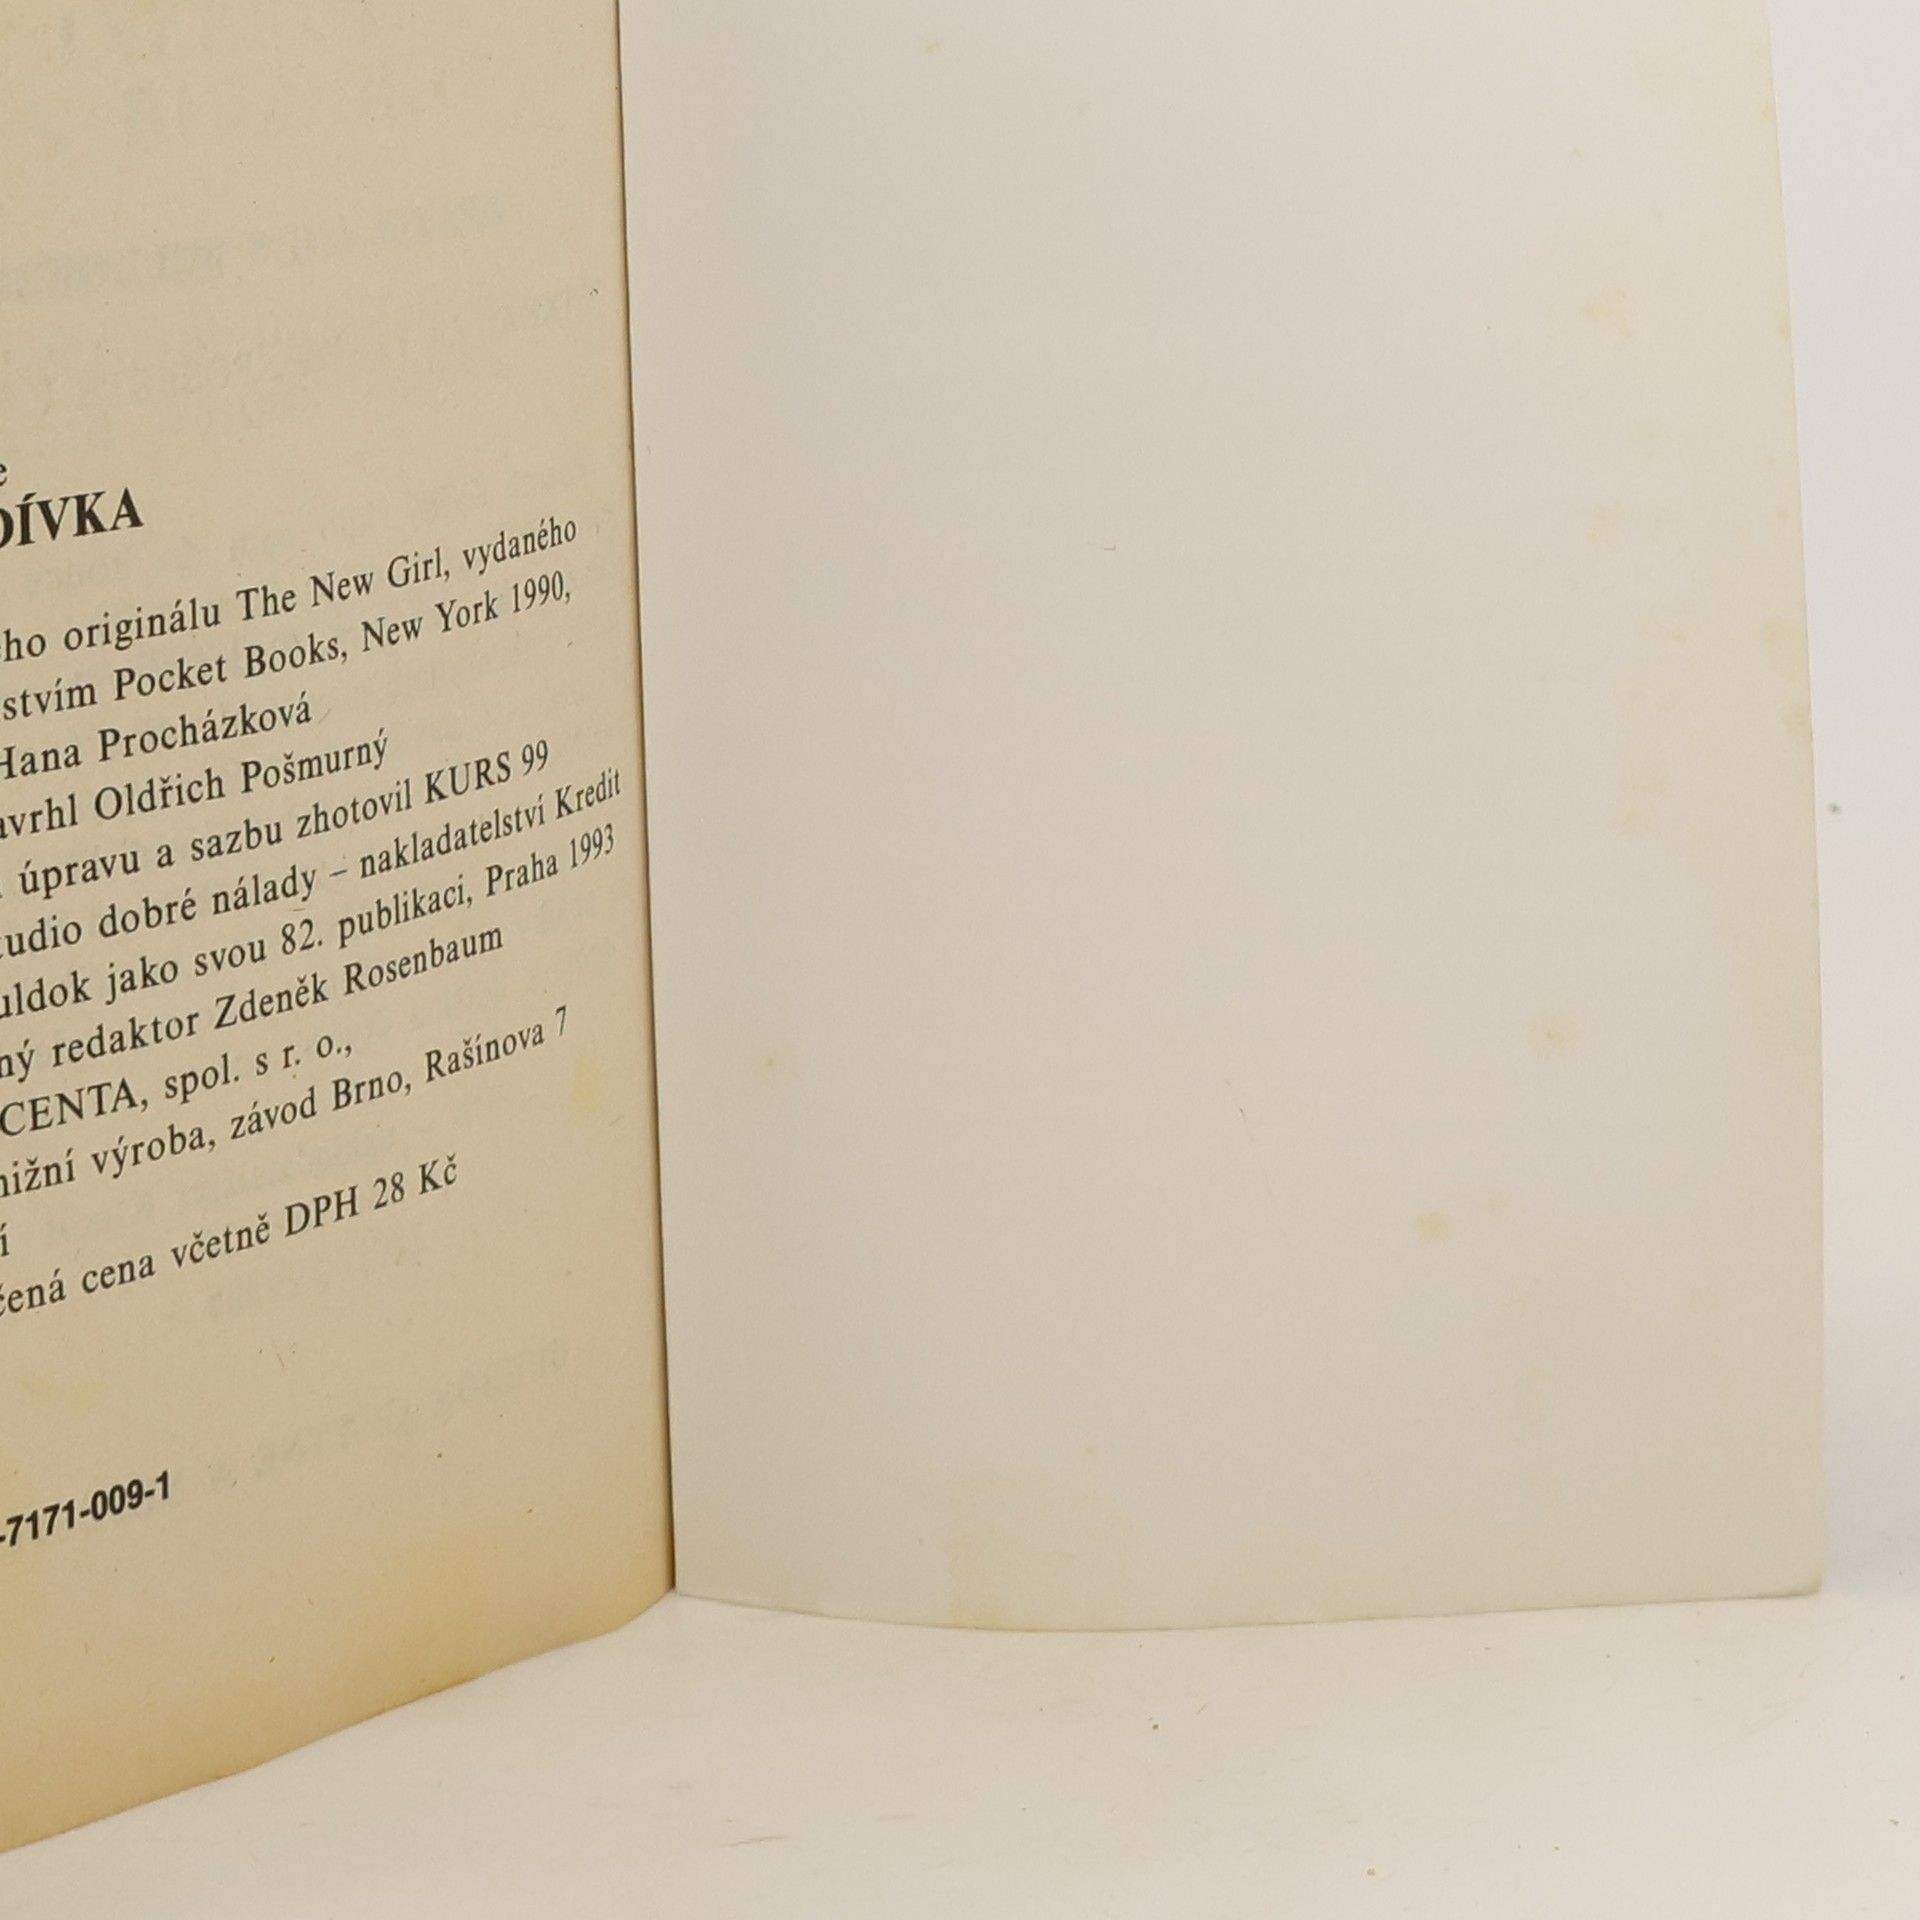 e
DÍVKA
ho originálu The New Girl, vydaného
stvím Pocket Books, New York 1990,
Hana Procházková
avrhl Oldřich Pošmurný
úpravu a sazbu zhotovil KURS 99
tudio dobré nálady – nakladatelství Kredit
uldok jako svou 82. publikaci, Praha 1993
ný redaktor Zdeněk Rosenbaum
CENTA, spol. s r. o.,
nižní výroba, závod Brno, Rašínova 7
í
čená cena včetně DPH 28 Kč
-7171-009-1